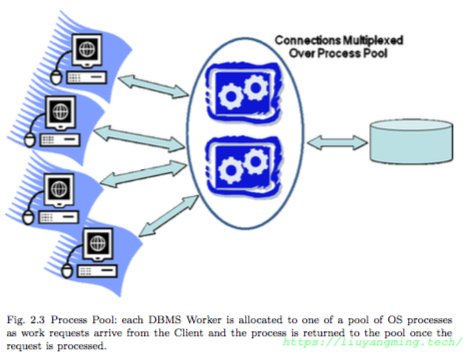 Connections Multiplexed
Over Process Pool
Fig. 2.3 Process Pool: each DBMS Worker is allocated to one of a pool of OS processes
as work requests arrive from the Client and the process is returned to the pool once the
request is processed.
https://liuyangming.tech/